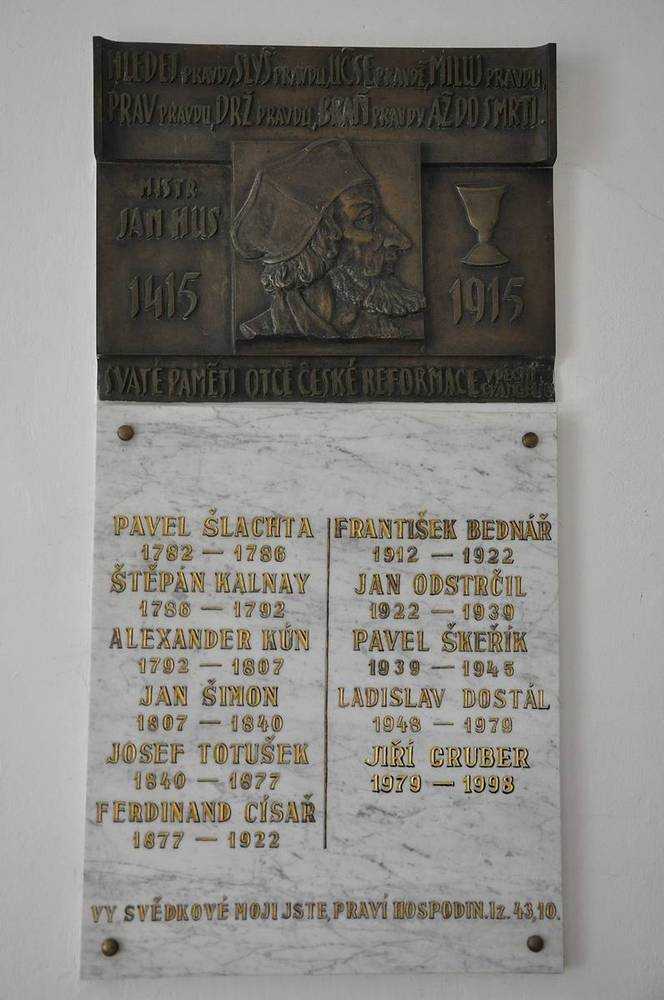 HLEDEJ PRAVDY, SLYŠ PRAVDU, UČ SE PRAVDĚ, MILUJ PRAVDU,
PRAV PRAVDU, DRŽ PRAVDU, BRAŇ PRAVDY AŽ DO SMRTI.
MISTR
JAN HUS
1415
1915
SVATÉ PAMĚTI OTCE ČESKÉ REFORMACE
PAVEL ŠLACHTA
1782 — 1786
ŠTĚPÁN KALNAY
1786 — 1792
ALEXANDER KÚN
1792 — 1807
JAN ŠIMON
1807 — 1840
JOSEF TOTUŠEK
1840 — 1877
FERDINAND CÍSAŘ
1877 — 1922
FRANTIŠEK BEDNÁŘ
1912 — 1922
JAN ODSTRČIL
1922 — 1939
PAVEL ŠKEŘÍK
1939 — 1945
LADISLAV DOSTÁL
1948 — 1979
JIŘÍ GRUBER
1979 — 1998
VY SVĚDKOVÉ MOJI JSTE, PRAVÍ HOSPODIN. Iz. 43,10.